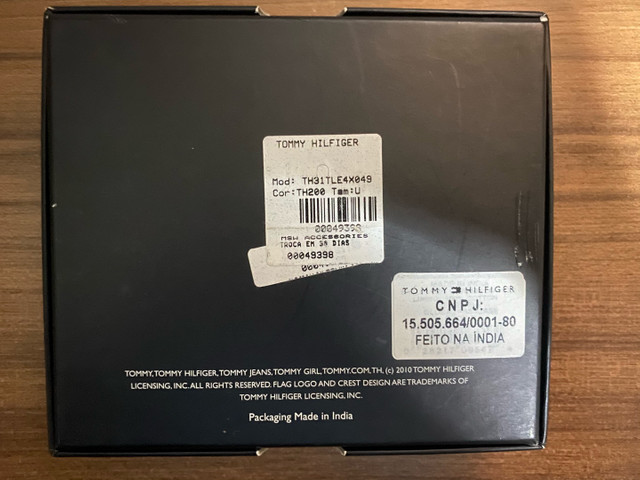 TOMMY HILFIGER
Mod: TH31TLE4X049
Cor:TH200 Tam:U
00049398
MSW ACCESSORIES
TROCA EM 30 DIAS
00049398
TOMMY HILFIGER
CNPJ:
15.505.664/0001-80
FEITO NA ÍNDIA
TOMMY,TOMMY HILFIGER,TOMMY JEANS,TOMMY GIRL,TOMMY.COM.TH. (c) 2010 TOMMY HILFIGER
LICENSING, INC. ALL RIGHTS RESERVED. FLAG LOGO AND CREST DESIGN ARE TRADEMARKS OF
TOMMY HILFIGER LICENSING, INC.
Packaging Made in India